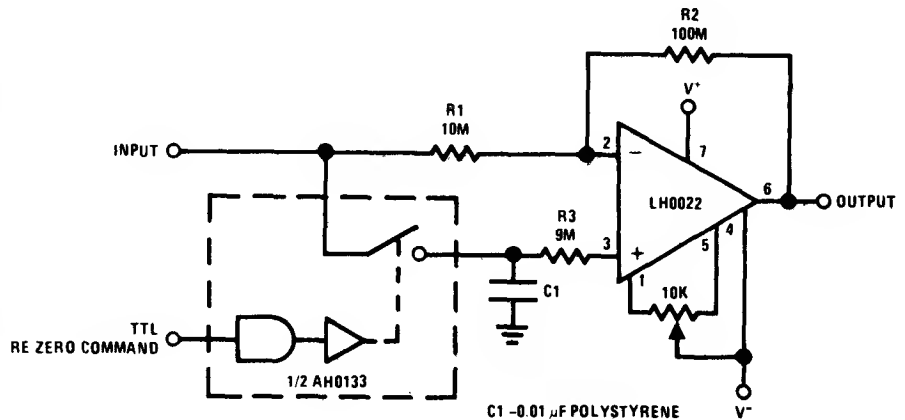 R2
100M
V+
R1
10M
INPUT
2
−
7
LH0022
6
OUTPUT
R3
9M
3
+
4
5
1
10K
C1
TTL
RE ZERO COMMAND
1/2 AH0133
C1 -0.01 µF POLYSTYRENE
V-